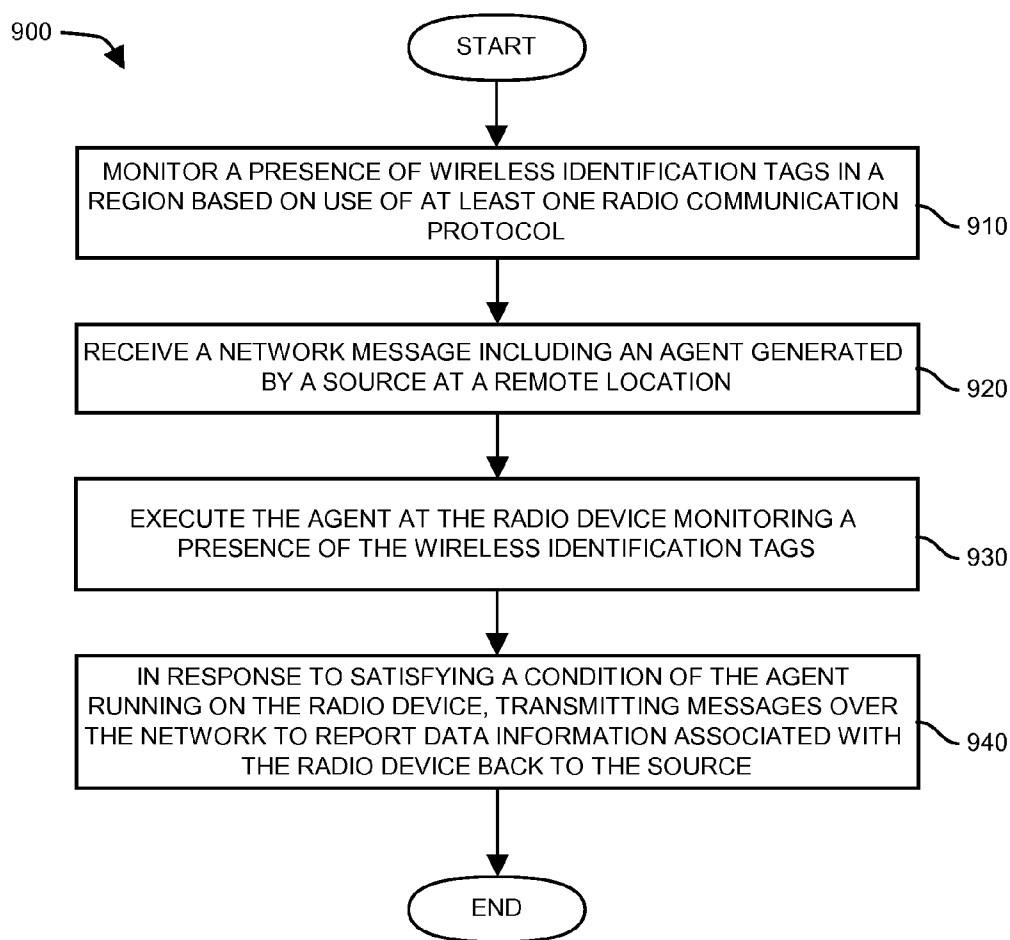 900
START
MONITOR A PRESENCE OF WIRELESS IDENTIFICATION TAGS IN A
REGION BASED ON USE OF AT LEAST ONE RADIO COMMUNICATION
PROTOCOL
910
RECEIVE A NETWORK MESSAGE INCLUDING AN AGENT GENERATED
BY A SOURCE AT A REMOTE LOCATION
920
EXECUTE THE AGENT AT THE RADIO DEVICE MONITORING A
PRESENCE OF THE WIRELESS IDENTIFICATION TAGS
930
IN RESPONSE TO SATISFYING A CONDITION OF THE AGENT
RUNNING ON THE RADIO DEVICE, TRANSMITTING MESSAGES OVER
THE NETWORK TO REPORT DATA INFORMATION ASSOCIATED WITH
THE RADIO DEVICE BACK TO THE SOURCE
940
END